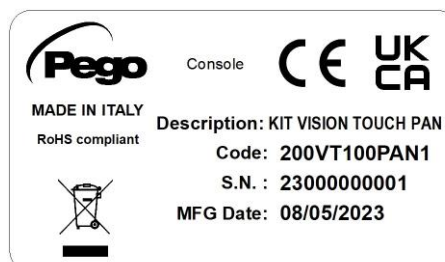 Pego
Console
CE
UK
CA
MADE IN ITALY
RoHS compliant
Description: KIT VISION TOUCH PAN
Code: 200VT100PAN1
S.N. : 23000000001
MFG Date: 08/05/2023